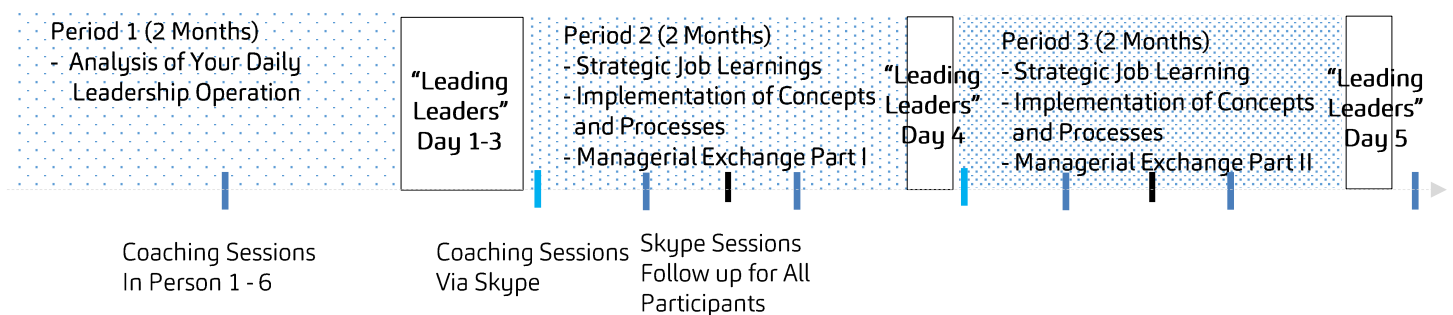 Period 1 (2 Months)
- Analysis of Your Daily
Leadership Operation
“Leading
Leaders”
Day 1-3
Period 2 (2 Months)
- Strategic Job Learnings
- Implementation of Concepts
and Processes
- Managerial Exchange Part I
“Leading
Leaders”
Day 4
Period 3 (2 Months)
- Strategic Job Learning
- Implementation of Concepts
and Processes
- Managerial Exchange Part II
“Leading
Leaders”
Day 5
Coaching Sessions
In Person 1 - 6
Coaching Sessions
Via Skype
Skype Sessions
Follow up for All
Participants